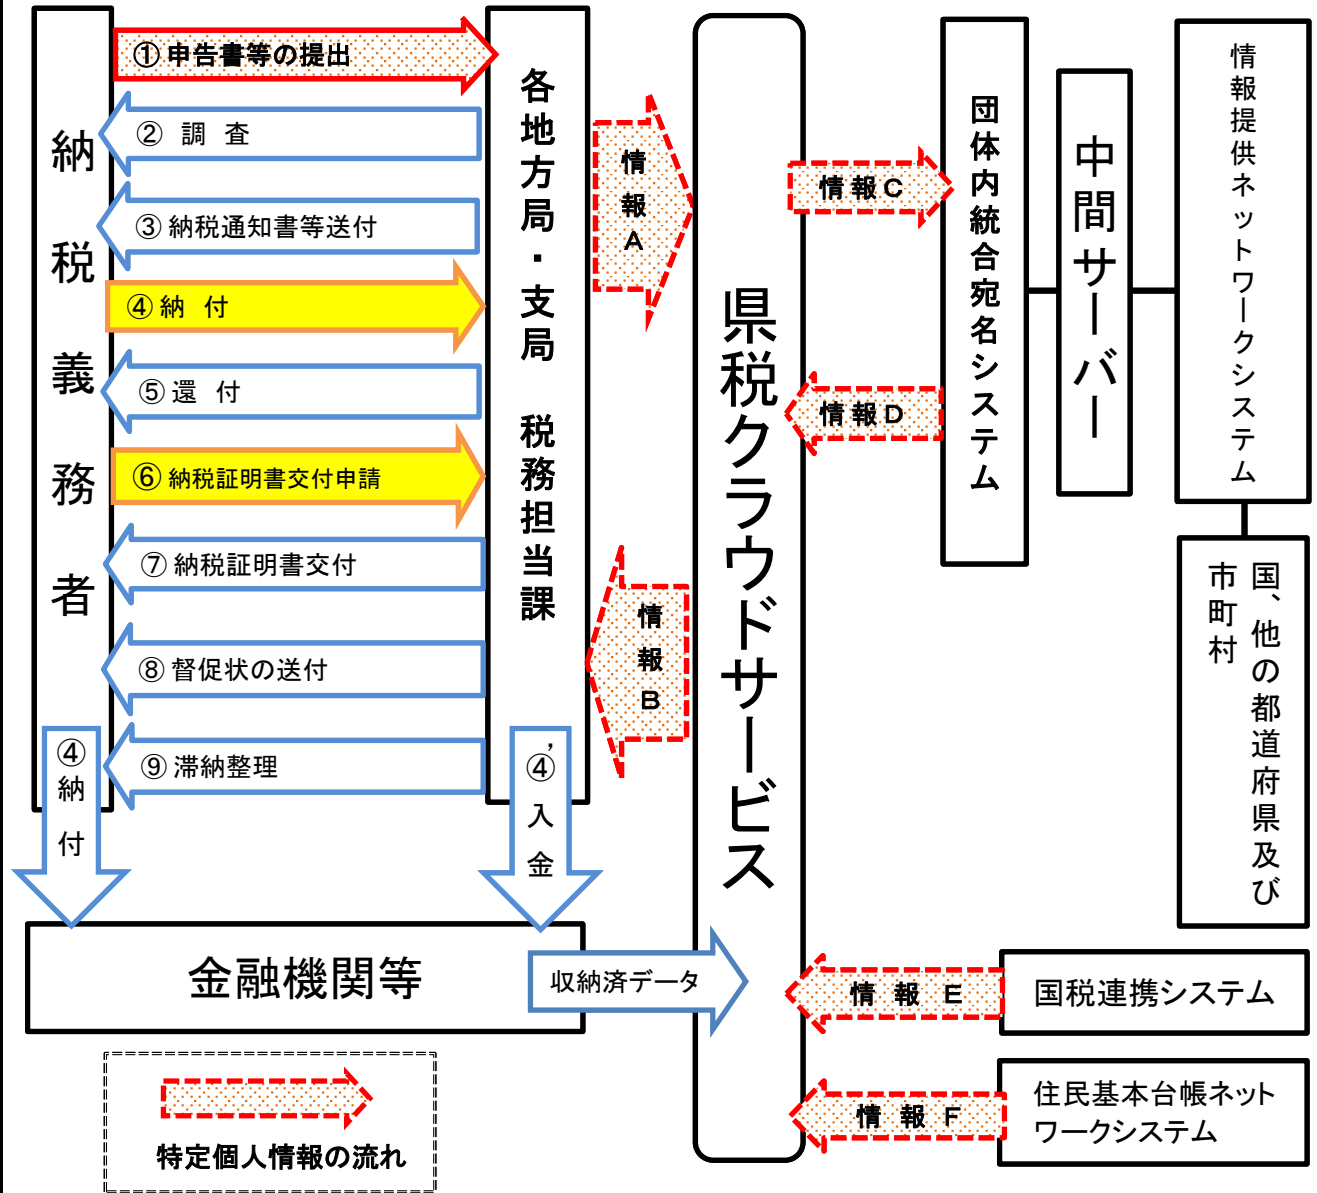 納税義務者
①申告書等の提出
② 調 査
③納税通知書等送付
④納 付
⑤還 付
⑥納税証明書交付申請
⑦納税証明書交付
⑧督促状の送付
⑨滞納整理
各地方局・支局 税務担当課
情報A
情報B
県税クラウドサービス
情報C
情報D
団体内統合宛名システム
中間サーバー
情報提供ネットワークシステム
国、他の都道府県及び
市町村
④納付
④’入金
金融機関等
収納済データ
情 報 E
国税連携システム
情 報 F
住民基本台帳ネット
ワークシステム
特定個人情報の流れ